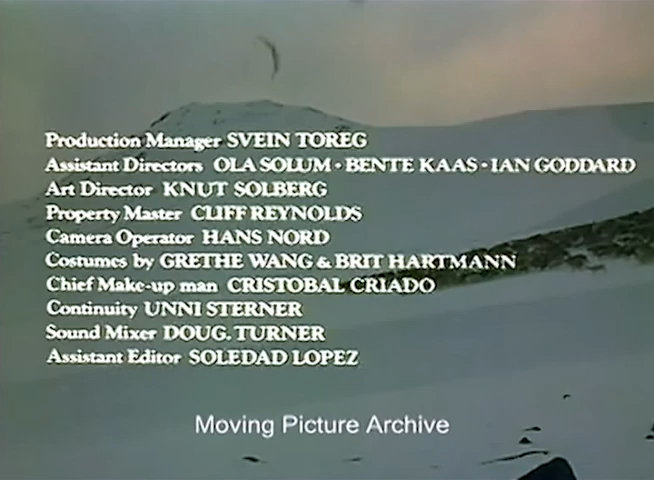 Production Manager SVEIN TOREG
Assistant Directors OLA SOLUM • BENTE KAAS • IAN GODDARD
Art Director KNUT SOLBERG
Property Master CLIFF REYNOLDS
Camera Operator HANS NORD
Costumes by GRETHE WANG & BRIT HARTMANN
Chief Make-up man CRISTOBAL CRIADO
Continuity UNNI STERNER
Sound Mixer DOUG. TURNER
Assistant Editor SOLEDAD LOPEZ
Moving Picture Archive